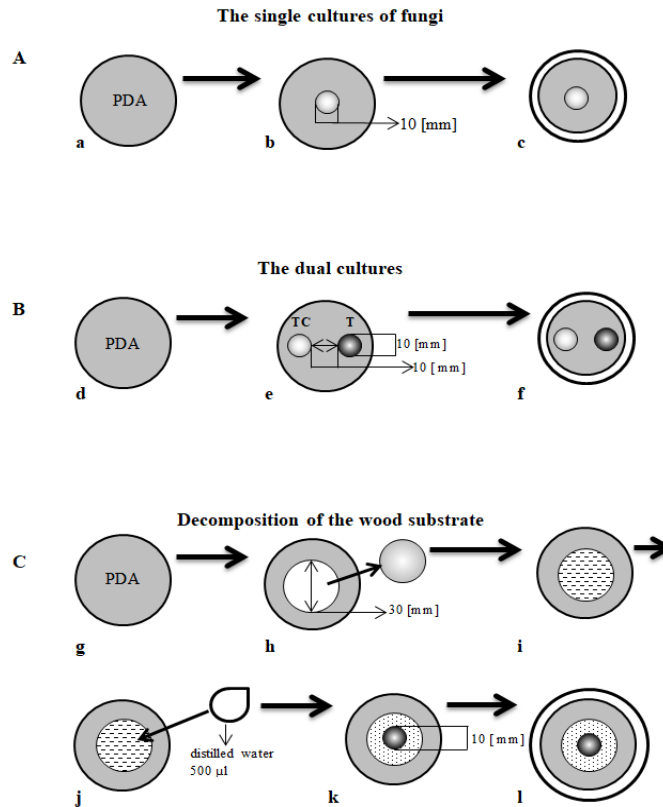 The single cultures of fungi
A
PDA
10 [mm]
a
b
c
The dual cultures
B
TC
T
PDA
10 [mm]
10 [ mm]
d
e
f
Decomposition of the wood substrate
C
PDA
30 [mm]
g
h
i
distilled water
500 µl
10 [ mm]
j
k
l